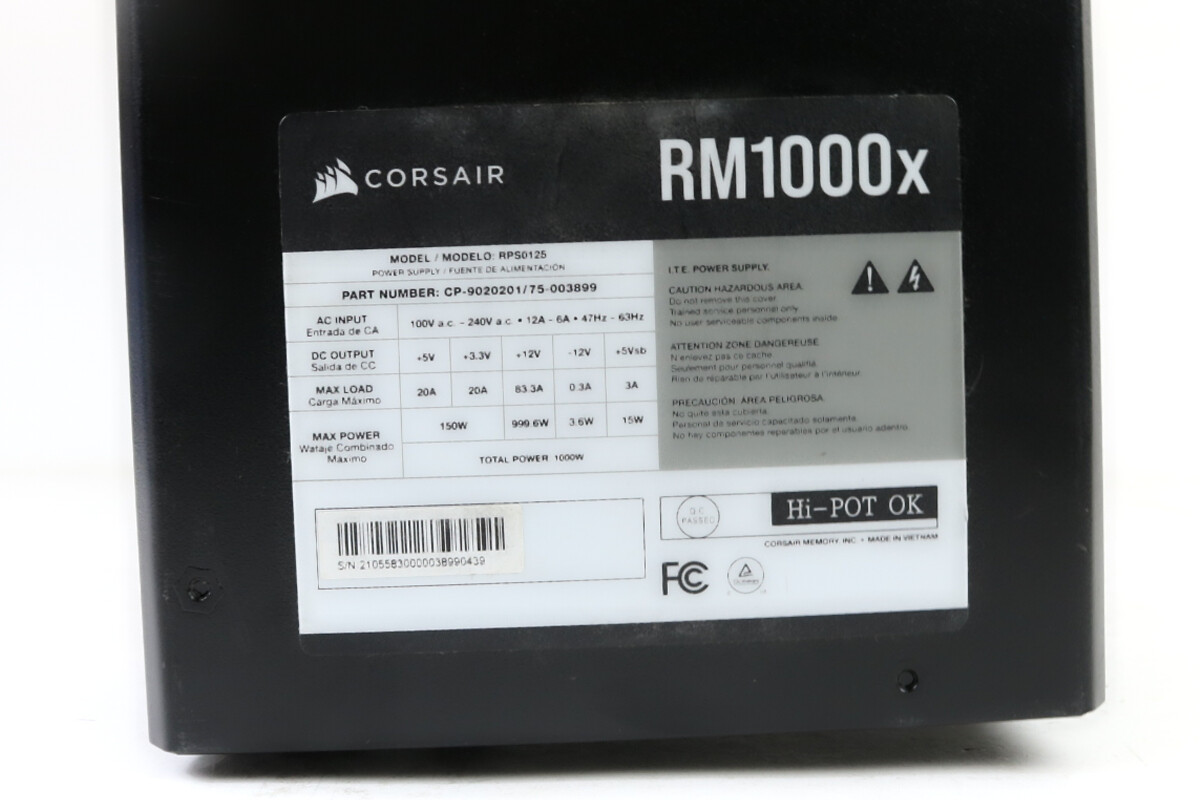 CORSAIR
RM1000x
MODEL / MODELO: RPS0125
POWER SUPPLY / FUENTE DE ALIMENTACIÓN
PART NUMBER: CP-9020201/75-003899
AC INPUT
Entrada de CA
100V a.c. - 240V a.c. • 12A - 6A • 47Hz - 63Hz
DC OUTPUT
Salida de CC
+5V +3.3V +12V -12V +5Vsb
MAX LOAD
Carga Máximo
20A 20A 83.3A 0.3A 3A
MAX POWER
Wataje Combinado
Máximo
150W 999.6W 3.6W 15W
TOTAL POWER 1000W
I.T.E. POWER SUPPLY.
CAUTION HAZARDOUS AREA.
Do not remove this cover.
Trained service personnel only.
No user serviceable components inside.
ATTENTION ZONE DANGEREUSE.
N'enlevez pas ce cache.
Seulement pour personnel qualifié.
Rien de réparable par l'utilisateur à l'intérieur.
PRECAUCIÓN: ÁREA PELIGROSA.
No quite esta cubierta.
Personal de servicio capacitado solamente.
No hay componentes reparables por el usuario adentro.
S/N:21055830000038990439
Q.C
PASSED
Hi-POT OK
CORSAIR MEMORY INC. • MADE IN VIETNAM
FC